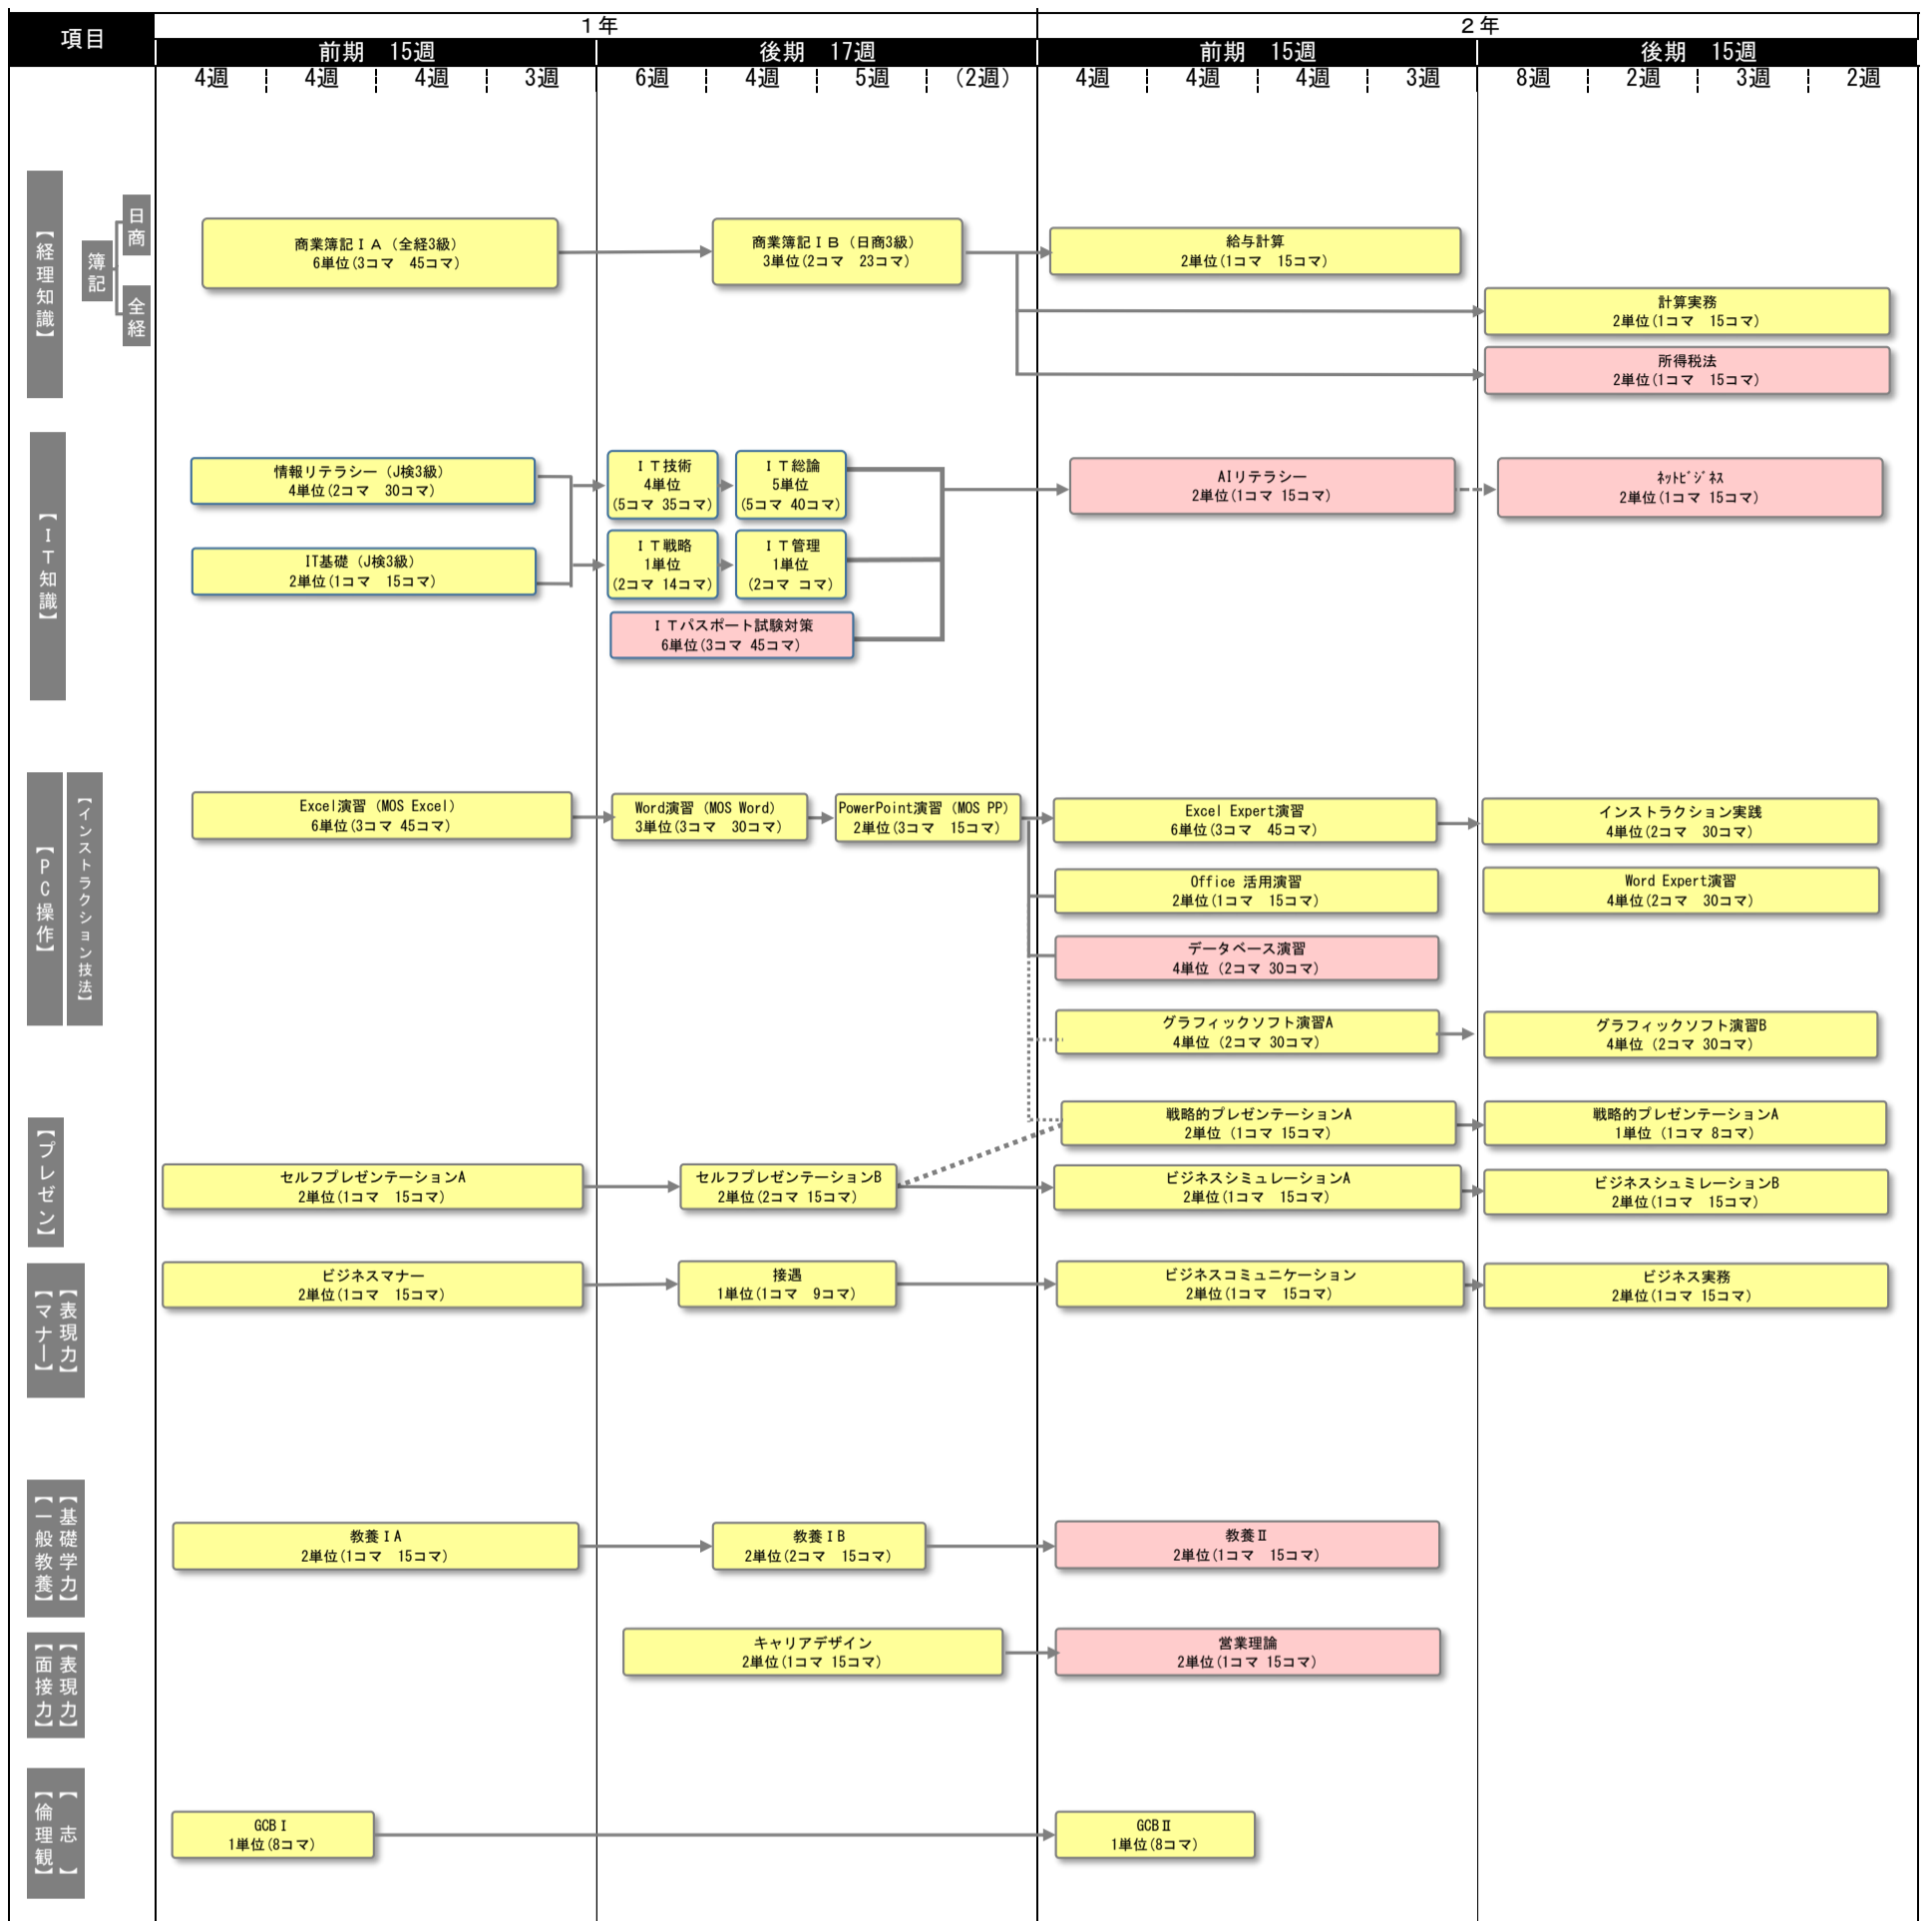 項目
1年
2年
前期　15週
後期　17週
前期　15週
後期　15週
4週
4週
4週
3週
6週
4週
5週
(2週)
4週
4週
4週
3週
8週
2週
3週
2週
【経理知識】
簿記
日商
全経
商業簿記ⅠA（全経3級）
6単位(3コマ　45コマ)
商業簿記ⅠB（日商3級）
3単位(2コマ　23コマ)
給与計算
2単位(1コマ　15コマ)
計算実務
2単位(1コマ　15コマ)
所得税法
2単位(1コマ　15コマ)
【IT知識】
情報リテラシー（J検3級）
4単位(2コマ　30コマ)
IT基礎（J検3級）
2単位(1コマ　15コマ)
ＩＴ技術
4単位
(5コマ 35コマ)
ＩＴ総論
5単位
(5コマ 40コマ)
ＩＴ戦略
1単位
(2コマ 14コマ)
ＩＴ管理
1単位
(2コマ コマ)
ＩＴパスポート試験対策
6単位(3コマ 45コマ)
AIリテラシー
2単位(1コマ 15コマ)
ﾈｯﾄﾋﾞｼﾞﾈｽ
2単位(1コマ 15コマ)
【PC操作】
【インストラクション技法】
Excel演習（MOS Excel）
6単位(3コマ 45コマ)
Word演習（MOS Word）
3単位(3コマ　30コマ)
PowerPoint演習（MOS PP）
2単位(3コマ　15コマ)
Excel Expert演習
6単位(3コマ　45コマ)
インストラクション実践
4単位(2コマ　30コマ)
Office 活用演習
2単位(1コマ　15コマ)
Word Expert演習
4単位(2コマ　30コマ)
データベース演習
4単位（2コマ 30コマ）
グラフィックソフト演習A
4単位（2コマ 30コマ）
グラフィックソフト演習B
4単位（2コマ 30コマ）
【プレゼン】
戦略的プレゼンテーションA
2単位（1コマ 15コマ）
戦略的プレゼンテーションA
1単位（1コマ 8コマ）
セルフプレゼンテーションA
2単位(1コマ　15コマ)
セルフプレゼンテーションB
2単位(2コマ 15コマ)
ビジネスシミュレーションA
2単位(1コマ　15コマ)
ビジネスシュミレーションB
2単位(1コマ　15コマ)
【表現力】
【マナー】
ビジネスマナー
2単位(1コマ　15コマ)
接遇
1単位(1コマ　9コマ)
ビジネスコミュニケーション
2単位(1コマ　15コマ)
ビジネス実務
2単位(1コマ 15コマ)
【基礎学力】
【一般教養】
教養ⅠA
2単位(1コマ　15コマ)
教養ⅠB
2単位(2コマ　15コマ)
教養Ⅱ
2単位(1コマ　15コマ)
【表現力】
【面接力】
キャリアデザイン
2単位(1コマ 15コマ)
営業理論
2単位(1コマ 15コマ)
【志】
【倫理観】
GCBⅠ
1単位(8コマ)
GCBⅡ
1単位(8コマ)